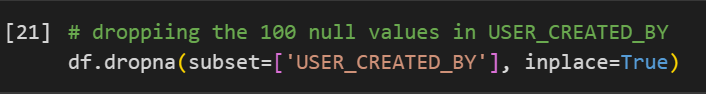 [21] # droppiing the 100 null values in USER_CREATED_BY
df.dropna(subset=['USER_CREATED_BY'], inplace=True)